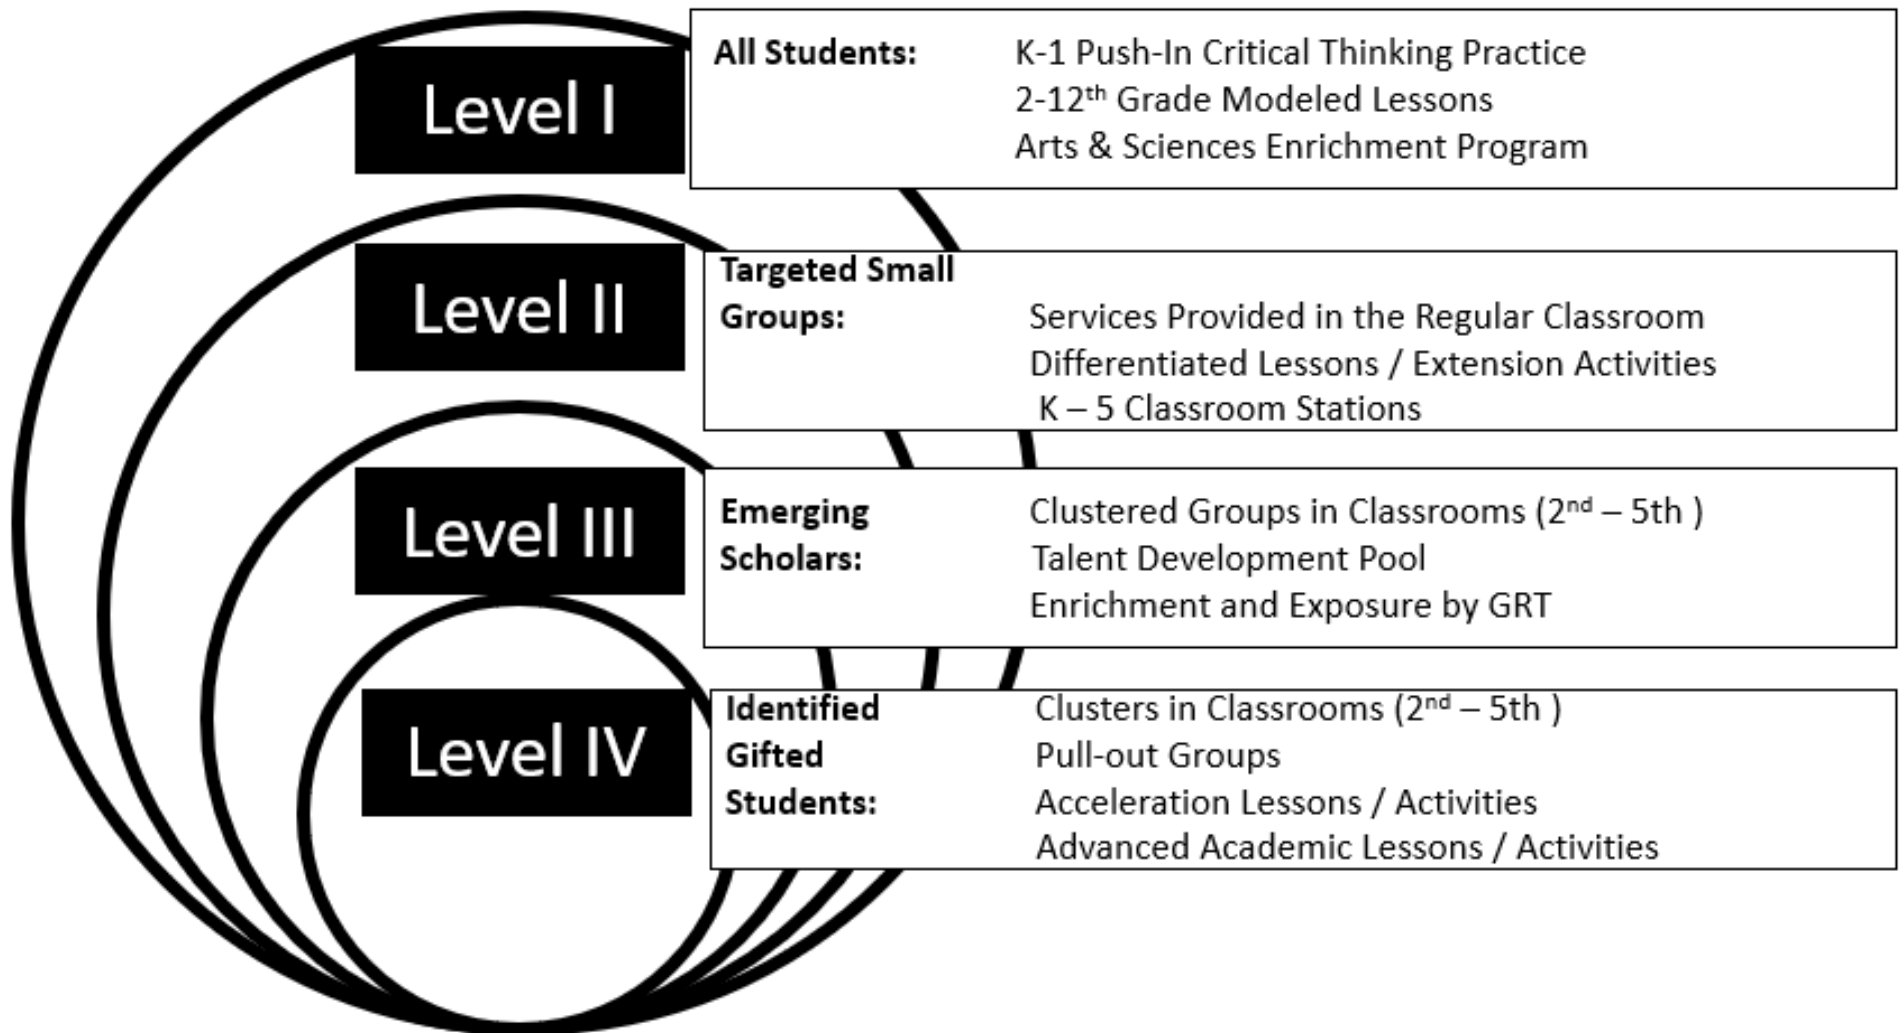 Level I
All Students: K-1 Push-In Critical Thinking Practice
2-12th Grade Modeled Lessons
Arts & Sciences Enrichment Program
Level II
Targeted Small
Groups: Services Provided in the Regular Classroom
Differentiated Lessons / Extension Activities
K – 5 Classroom Stations
Level III
Emerging Clustered Groups in Classrooms (2nd – 5th )
Scholars: Talent Development Pool
Enrichment and Exposure by GRT
Level IV
Identified Clusters in Classrooms (2nd – 5th )
Gifted Pull-out Groups
Students: Acceleration Lessons / Activities
Advanced Academic Lessons / Activities